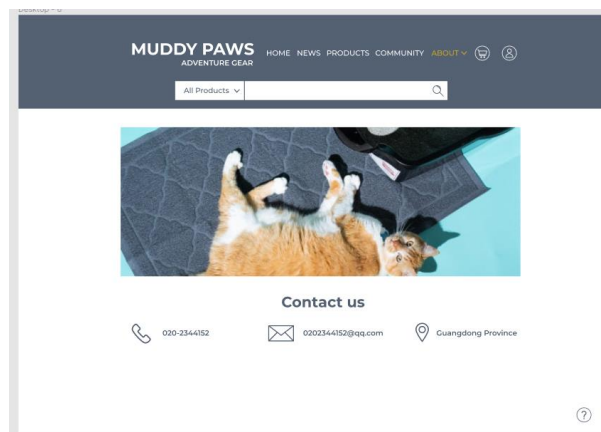 MUDDY PAWS
ADVENTURE GEAR
HOME NEWS PRODUCTS COMMUNITY ABOUT
All Products
Contact us
020-2344152
0202344152@qq.com
Guangdong Province
?